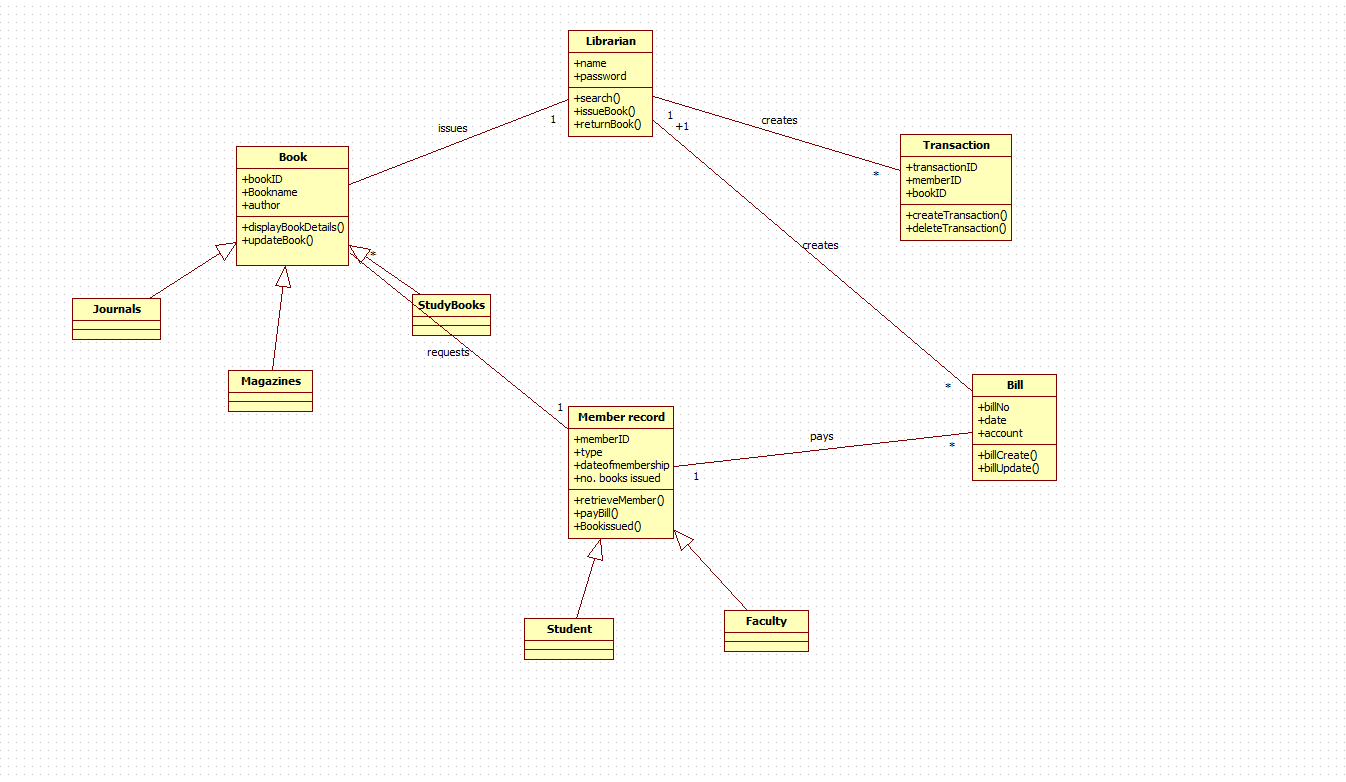 Librarian
+name
+password
+search()
+issueBook()
+returnBook()
issues
1
1
+1
creates
Transaction
+transactionID
+memberID
+bookID
+createTransaction()
+deleteTransaction()
*
Book
+bookID
+Bookname
+author
+displayBookDetails()
+updateBook()
*
creates
Journals
StudyBooks
Magazines
requests
1
*
Bill
+billNo
+date
+account
+billCreate()
+billUpdate()
Member record
+memberID
+type
+dateofmembership
+no. books issued
+retrieveMember()
+payBill()
+Bookissued()
pays
*
1
Student
Faculty